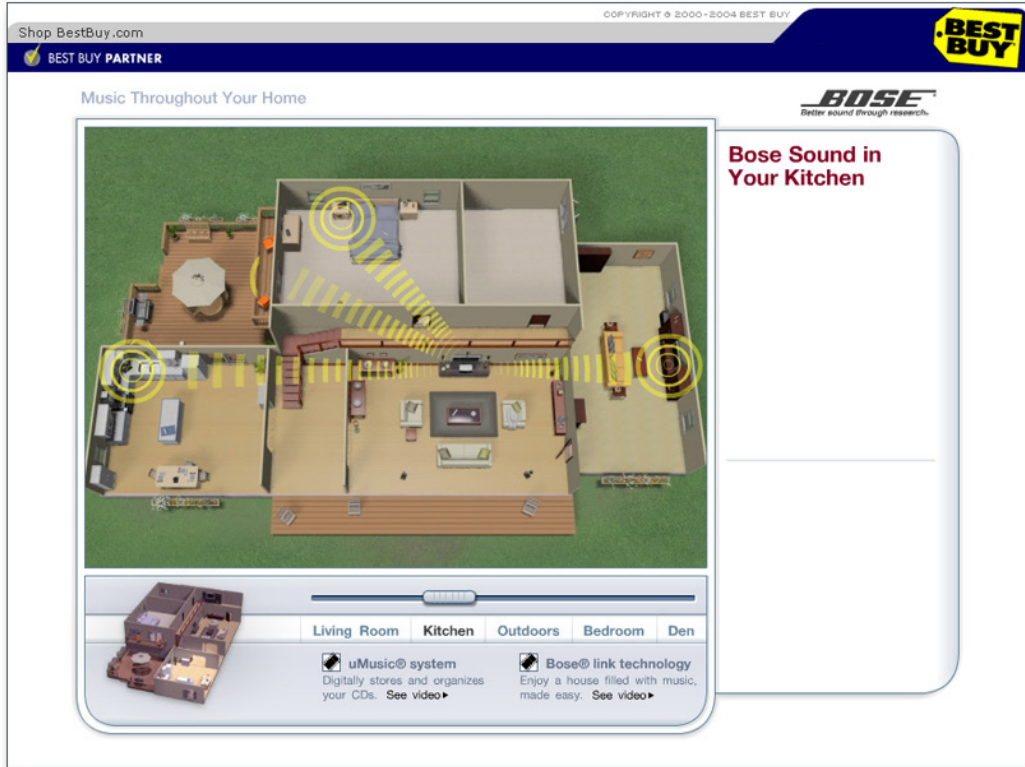 COPYRIGHT © 2000-2004 BEST BUY
Shop BestBuy.com
BEST BUY
BEST BUY PARTNER
Music Throughout Your Home
BOSE
Better sound through research®
Bose Sound in
Your Kitchen
Living Room Kitchen Outdoors Bedroom Den
uMusic® system
Digitally stores and organizes
your CDs. See video
Bose® link technology
Enjoy a house filled with music,
made easy. See video